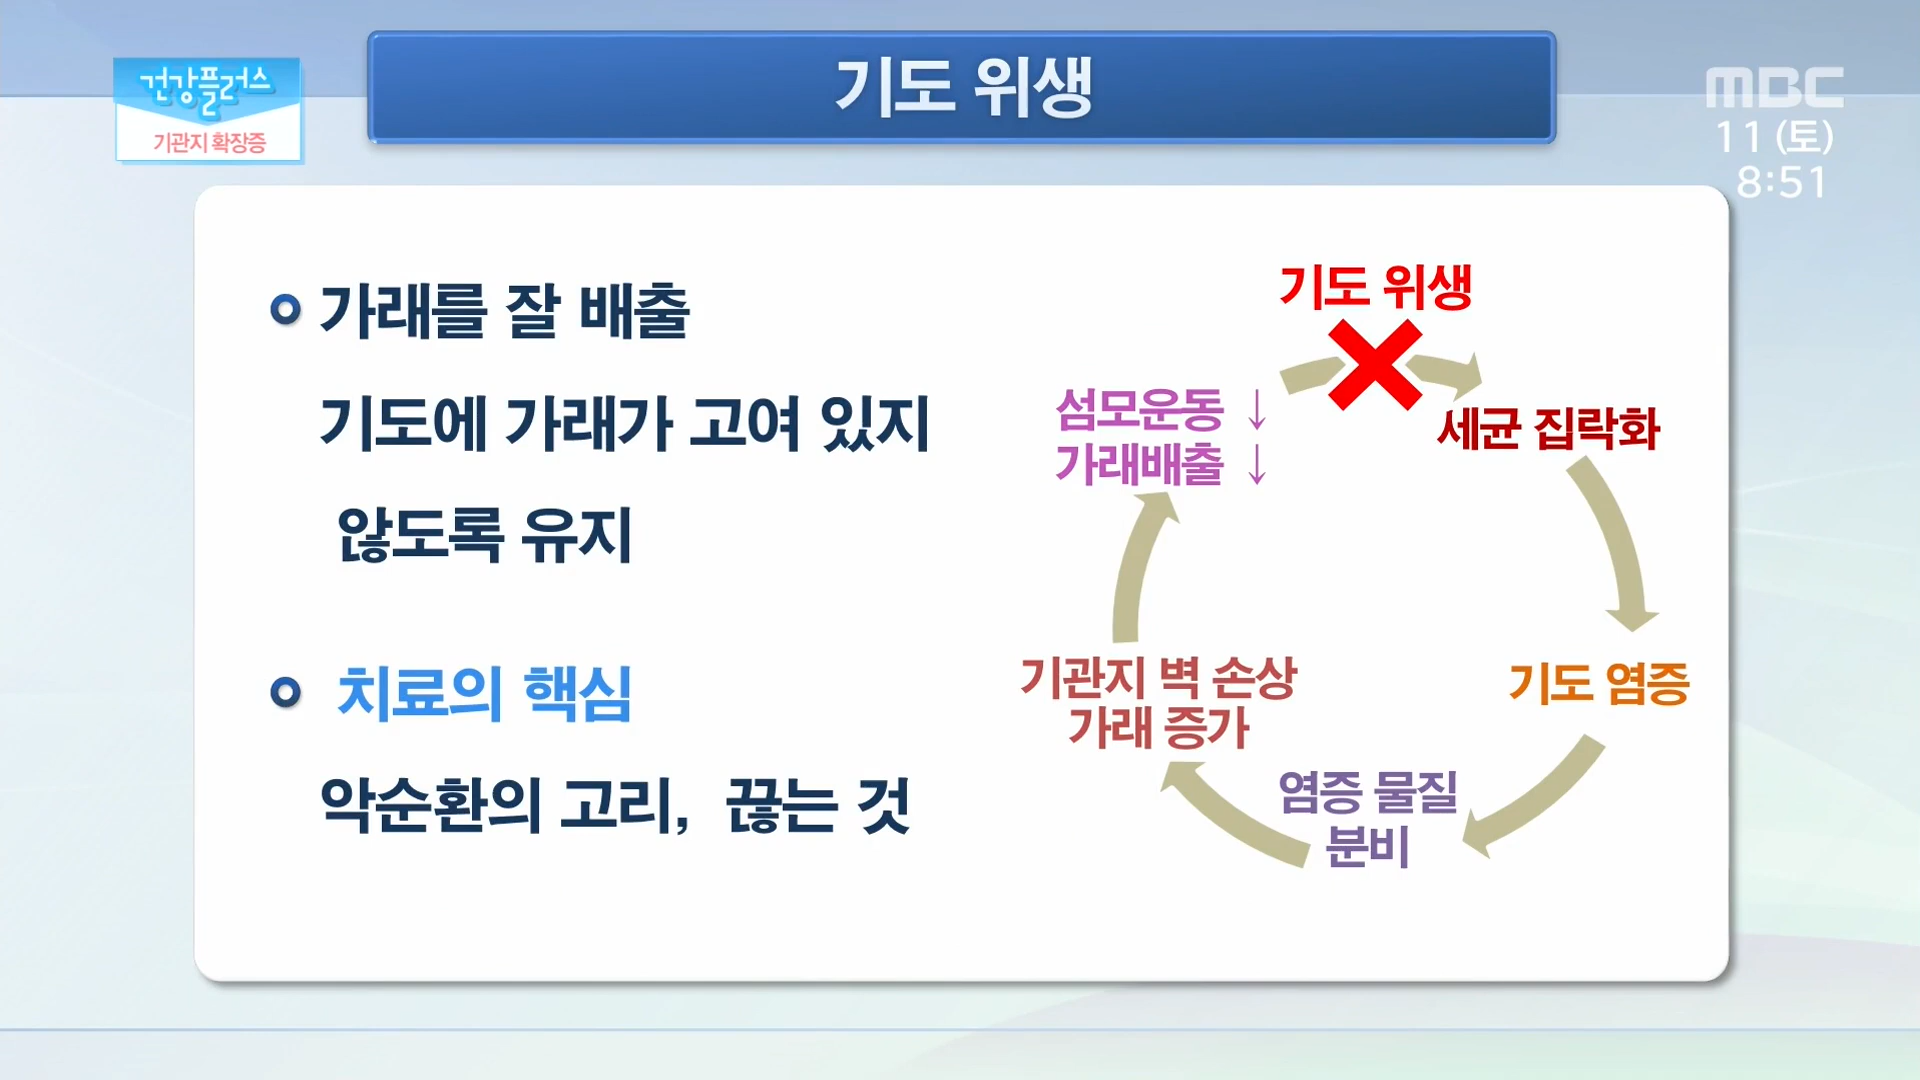 기도 위생
건강플러스
기관지 확장증
MBC
11 (토)
8:51
가래를 잘 배출
기도에 가래가 고여 있지
않도록 유지
치료의 핵심
악순환의 고리, 끊는 것
기도 위생
세균 집락화
기도 염증
염증 물질
분비
기관지 벽 손상
가래 증가
섬모운동 ↓
가래배출 ↓